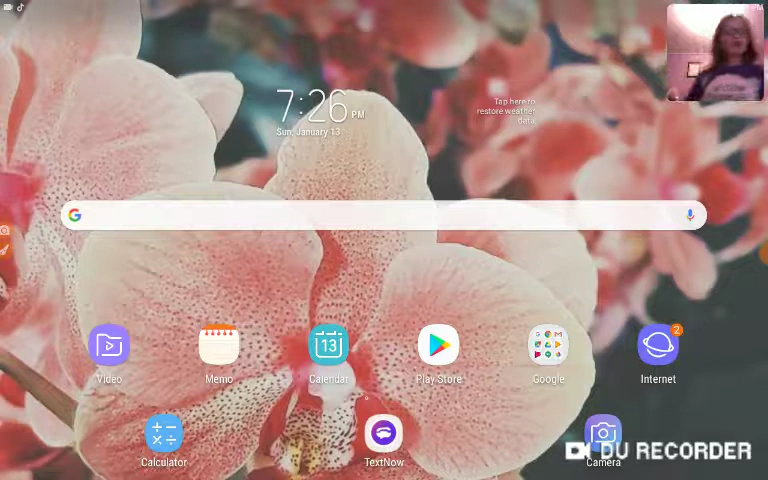 7:26 PM
Sun, January 13
Tap here to
restore weather
data.
G
Video
Memo
13
Calendar
Play Store
Google
2
Internet
Calculator
TextNow
Camera
DU RECORDER